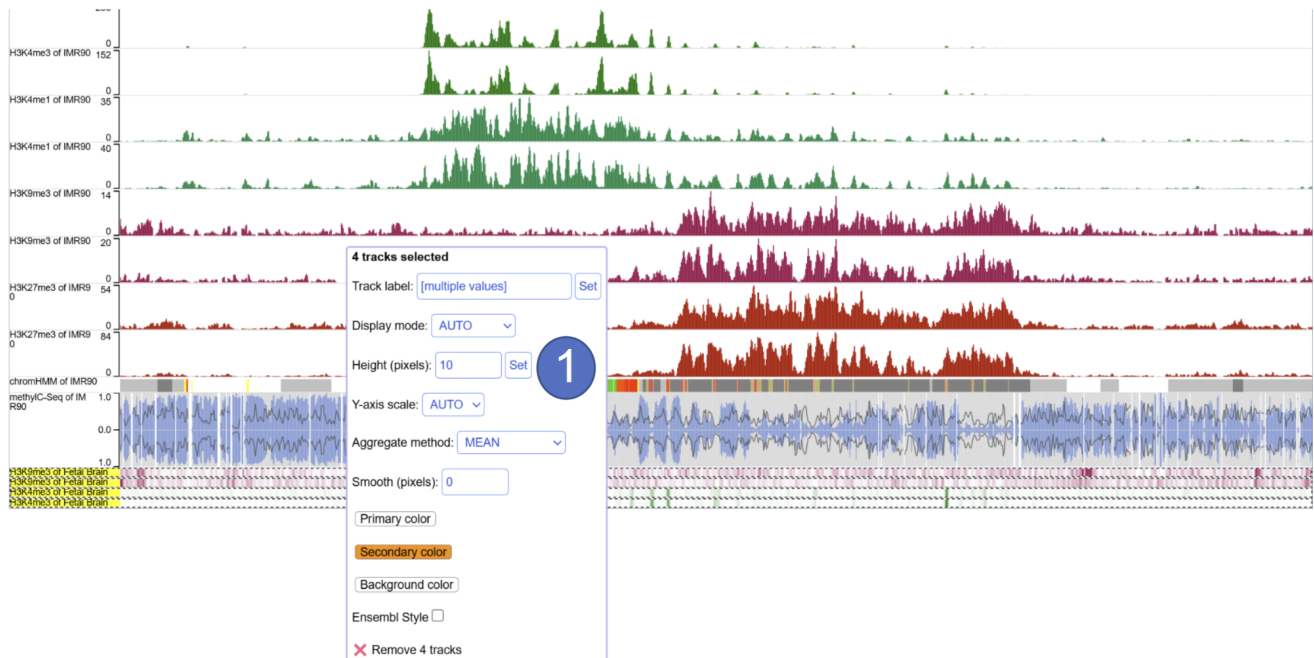 0
H3K4me3 of IMR90 152
0
H3K4me1 of IMR90 35
0
H3K4me1 of IMR90 40
0
H3K9me3 of IMR90 14
0
H3K9me3 of IMR90 20
0
H3K27me3 of IMR9 54
0
0
H3K27me3 of IMR9 84
0
0
chromHMM of IMR90
methylC-Seq of IM 1.0
R90
0.0
1.0
H3K9me3 of Fetal Brain
H3K9me3 of Fetal Brain
H3K4me3 of Fetal Brain
H3K4me3 of Fetal Brain
4 tracks selected
Track label: [multiple values] Set
Display mode: AUTO
Height (pixels): 10 Set
1
Y-axis scale: AUTO
Aggregate method: MEAN
Smooth (pixels): 0
Primary color
Secondary color
Background color
Ensembl Style
Remove 4 tracks